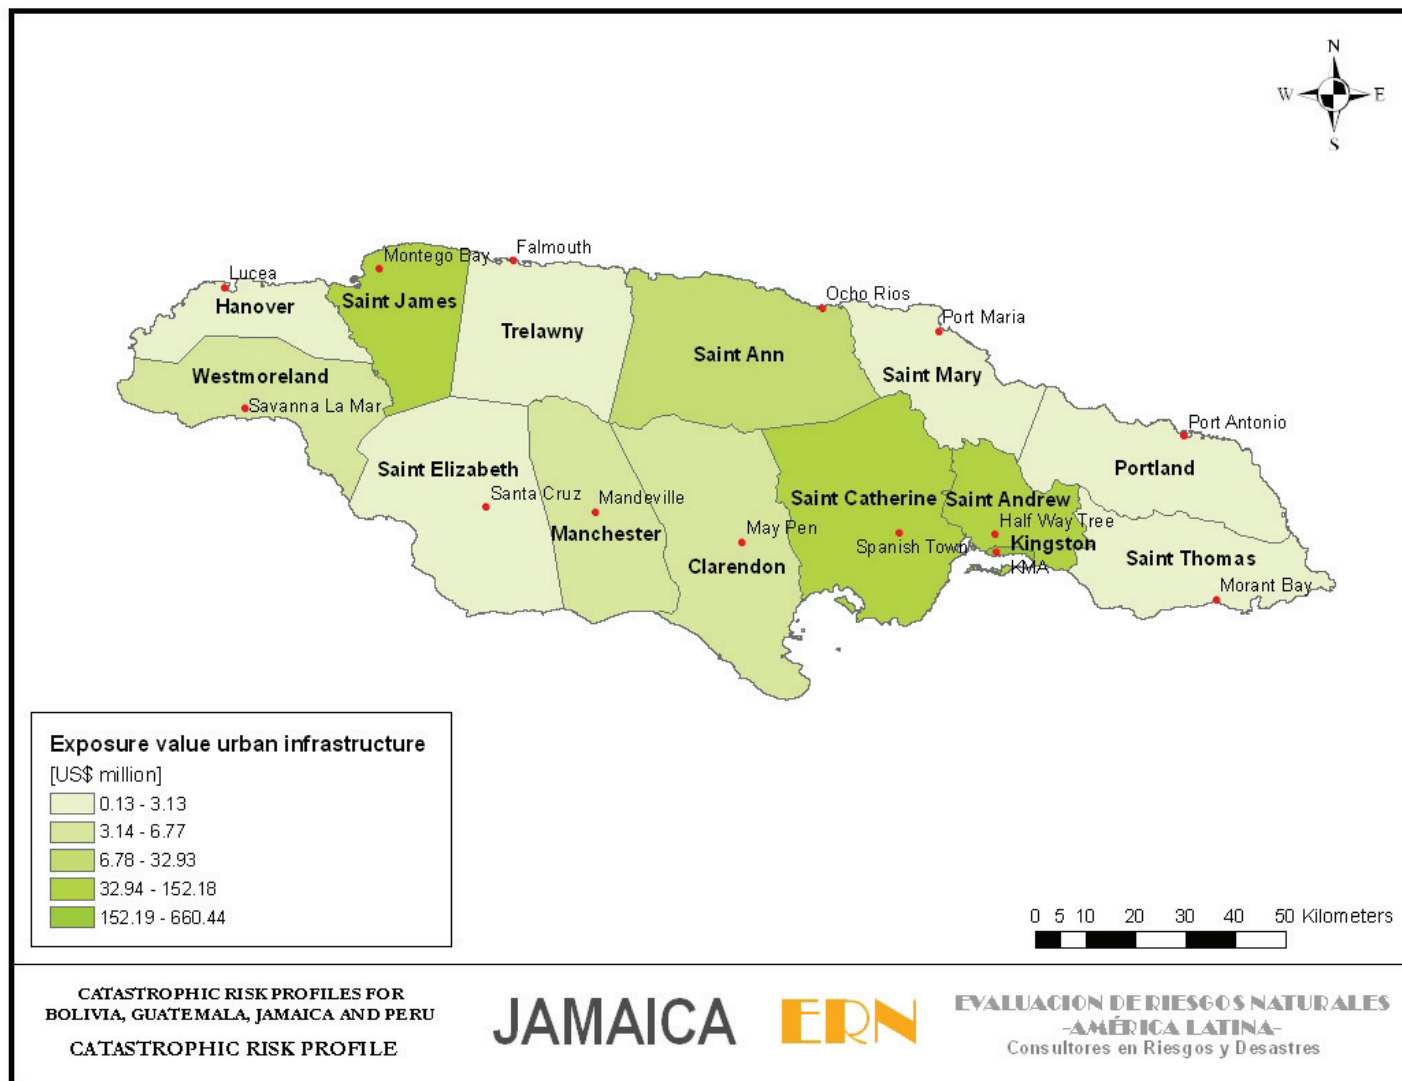 N
W E
S
Montego Bay
Falmouth
Lucea
Hanover
Saint James
Ocho Rios
Port Maria
Trelawny
Saint Ann
Westmoreland
Saint Mary
Savanna La Mar
Port Antonio
Saint Elizabeth
Portland
Santa Cruz
Mandeville
Saint Catherine
Saint Andrew
Manchester
May Pen
Half Way Tree
Spanish Town
Kingston
KMA
Clarendon
Saint Thomas
Morant Bay
Exposure value urban infrastructure
[US$ million]
0.13 - 3.13
3.14 - 6.77
6.78 - 32.93
32.94 - 152.18
152.19 - 660.44
0 5 10 20 30 40 50 Kilometers
CATASTROPHIC RISK PROFILES FOR
BOLIVIA, GUATEMALA, JAMAICA AND PERU
CATASTROPHIC RISK PROFILE
JAMAICA
ERN
EVALUACION DE RIESGOS NATURALES
-AMÉRICA LATINA-
Consultores en Riesgos y Desastres